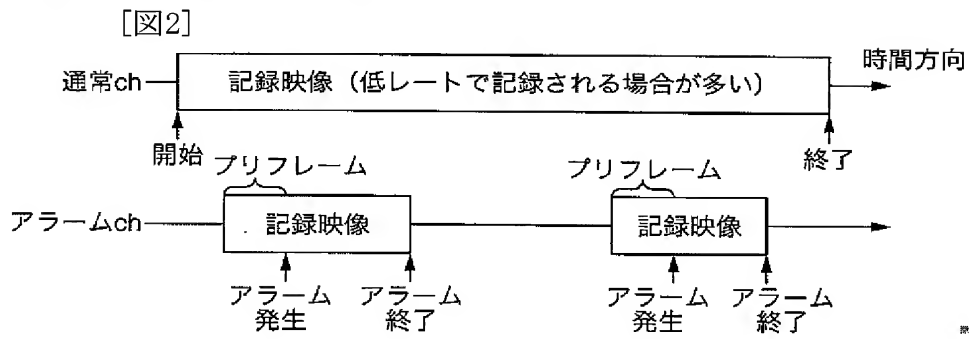 ［図2］
時間方向
通常ch
記録映像（低レートで記録される場合が多い）
開始
終了
プリフレーム
プリフレーム
アラームch
記録映像
記録映像
アラーム
発生
アラーム
終了
アラーム
発生
アラーム
終了